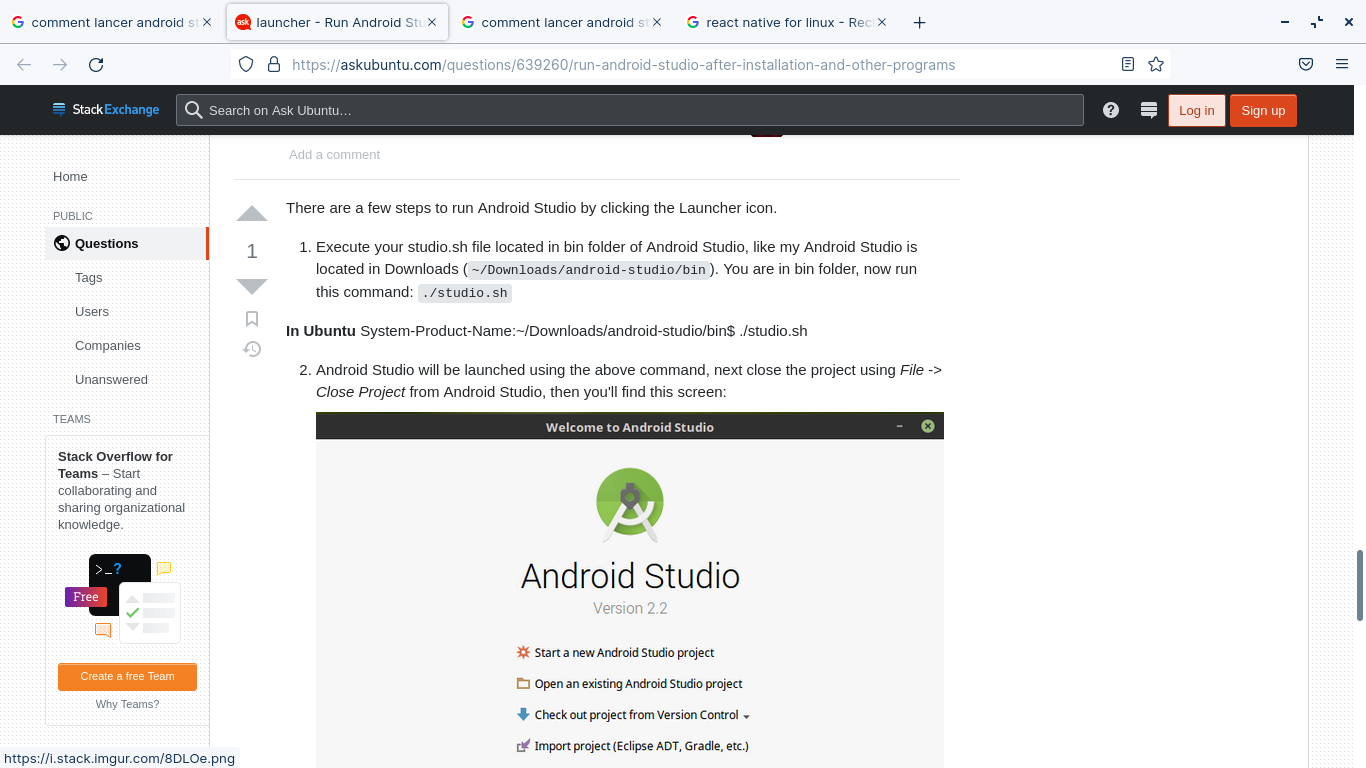 comment lancer android st
launcher - Run Android Stu
comment lancer android st
react native for linux - Rec
https://askubuntu.com/questions/639260/run-android-studio-after-installation-and-other-programs
StackExchange
Search on Ask Ubuntu…
Log in
Sign up
Add a comment
Home
PUBLIC
Questions
Tags
Users
Companies
Unanswered
TEAMS
Stack Overflow for
Teams – Start
collaborating and
sharing organizational
knowledge.
>_?
Free
Create a free Team
Why Teams?
1
There are a few steps to run Android Studio by clicking the Launcher icon.
1. Execute your studio.sh file located in bin folder of Android Studio, like my Android Studio is
located in Downloads (~/Downloads/android-studio/bin). You are in bin folder, now run
this command: ./studio.sh
In Ubuntu System-Product-Name:~/Downloads/android-studio/bin$ ./studio.sh
2. Android Studio will be launched using the above command, next close the project using File ->
Close Project from Android Studio, then you'll find this screen:
Welcome to Android Studio
Android Studio
Version 2.2
Start a new Android Studio project
Open an existing Android Studio project
Check out project from Version Control
Import project (Eclipse ADT, Gradle, etc.)
https://i.stack.imgur.com/8DLOe.png